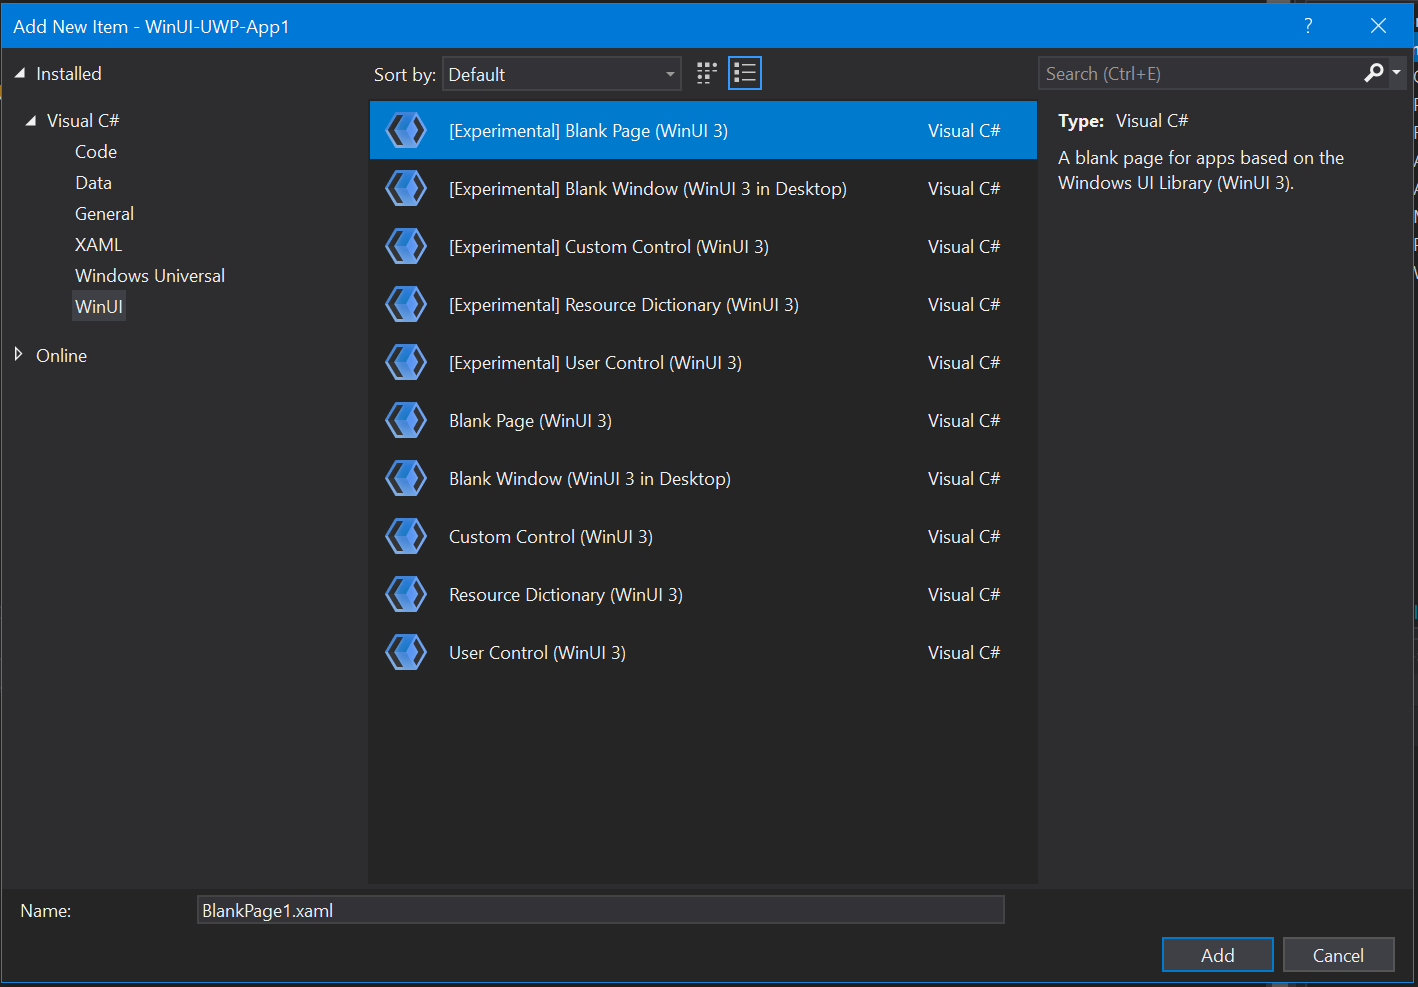 Add New Item - WinUI-UWP-App1
?
Installed
Visual C#
Code
Data
General
XAML
Windows Universal
WinUI
Online
Sort by: Default
Search (Ctrl+E)
[Experimental] Blank Page (WinUI 3) Visual C#
[Experimental] Blank Window (WinUI 3 in Desktop) Visual C#
[Experimental] Custom Control (WinUI 3) Visual C#
[Experimental] Resource Dictionary (WinUI 3) Visual C#
[Experimental] User Control (WinUI 3) Visual C#
Blank Page (WinUI 3) Visual C#
Blank Window (WinUI 3 in Desktop) Visual C#
Custom Control (WinUI 3) Visual C#
Resource Dictionary (WinUI 3) Visual C#
User Control (WinUI 3) Visual C#
Type: Visual C#
A blank page for apps based on the
Windows UI Library (WinUI 3).
Name: BlankPage1.xaml
Add Cancel